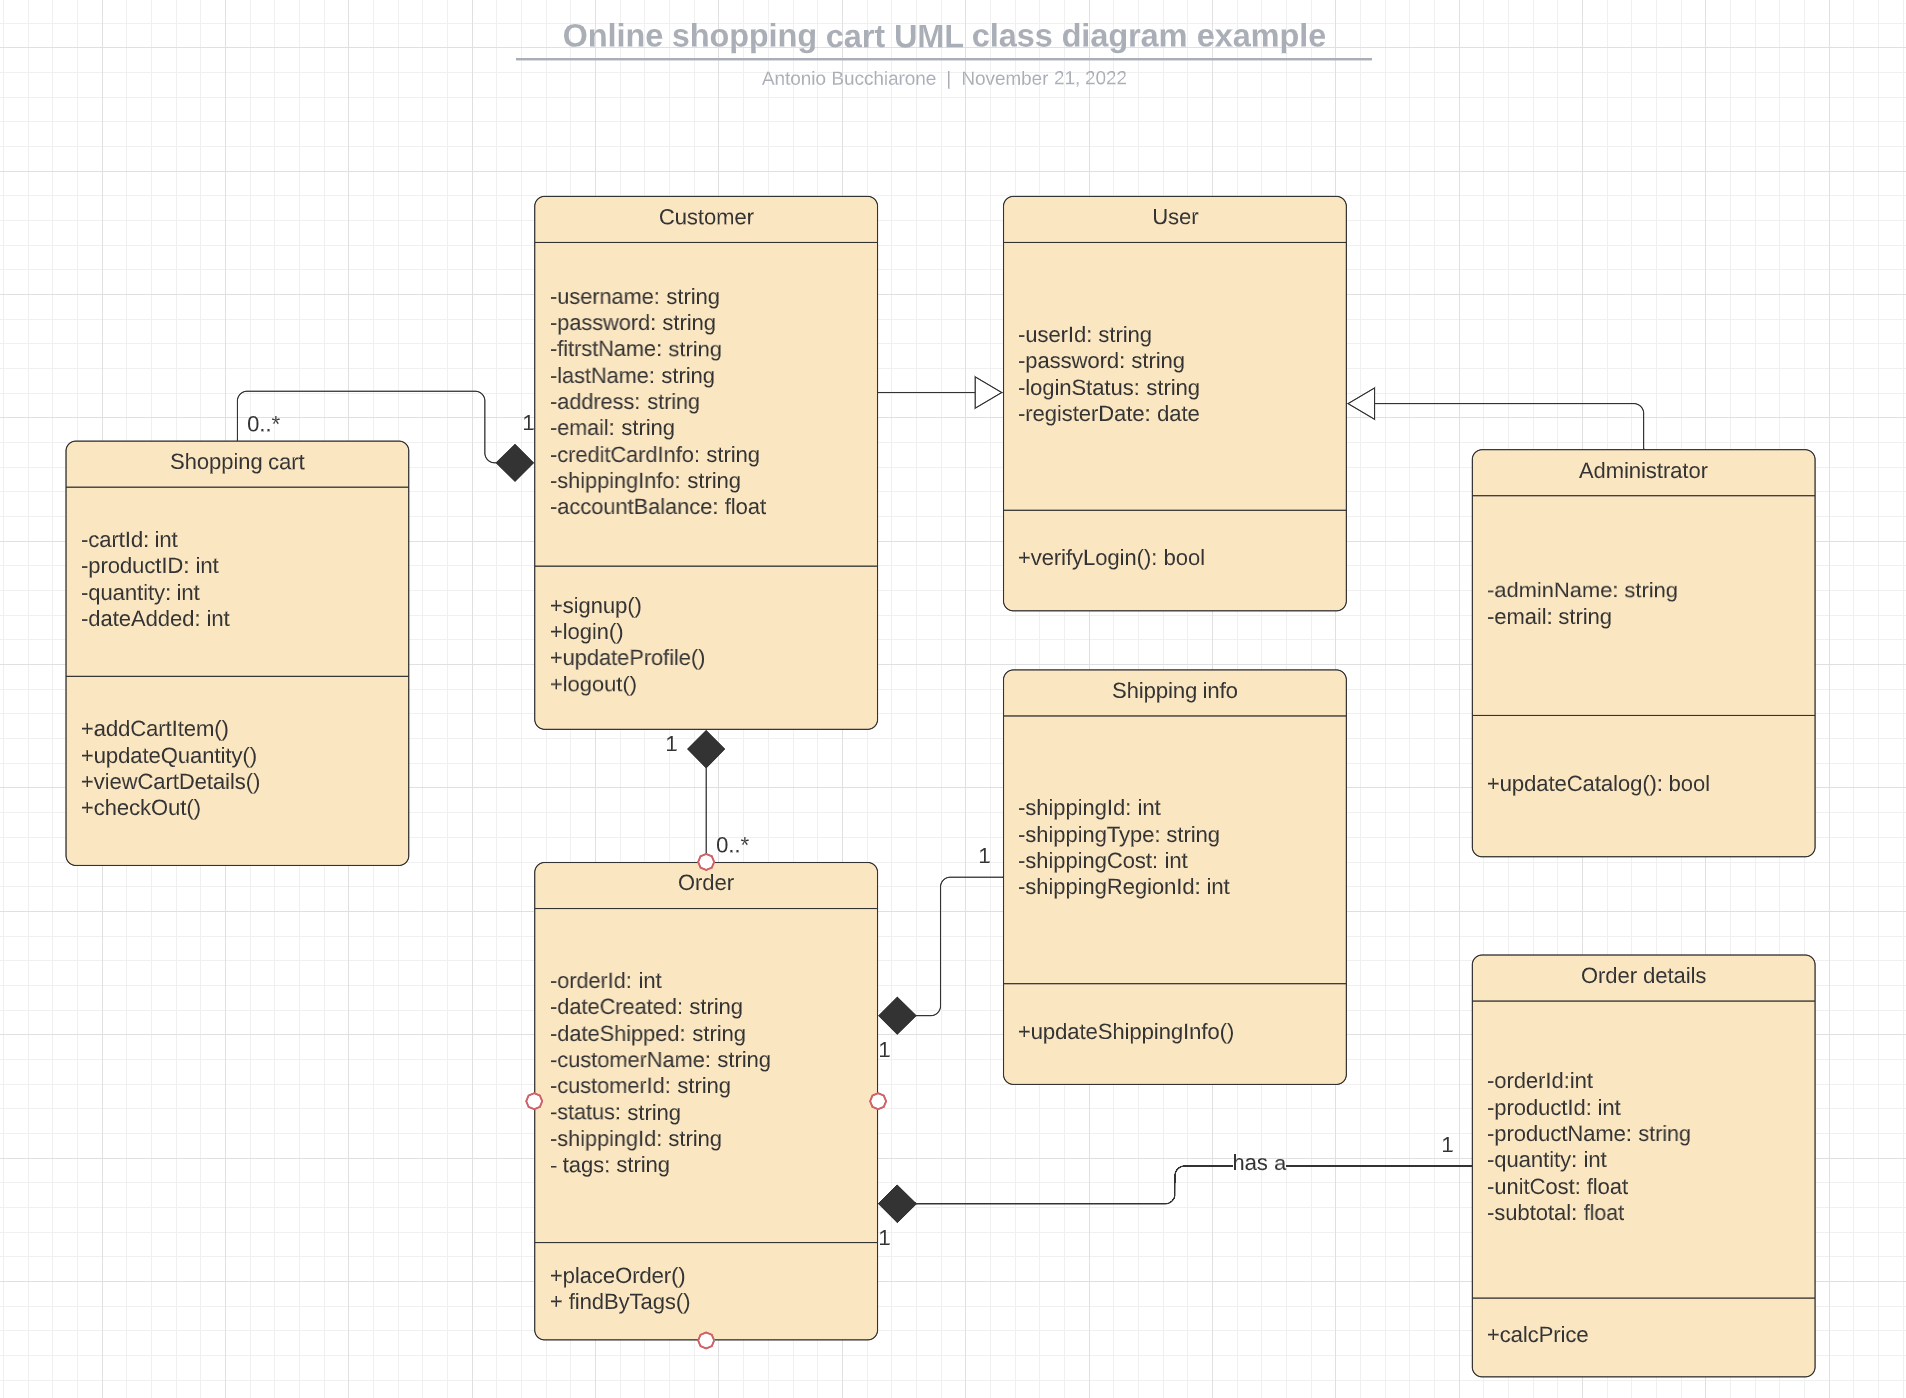 Online shopping cart UML class diagram example
Antonio Bucchiarone | November 21, 2022
Customer
-username: string
-password: string
-fitrstName: string
-lastName: string
-address: string
-email: string
-creditCardInfo: string
-shippingInfo: string
-accountBalance: float
+signup()
+login()
+updateProfile()
+logout()
User
-userId: string
-password: string
-loginStatus: string
-registerDate: date
+verifyLogin(): bool
0..*
1
Shopping cart
-cartId: int
-productID: int
-quantity: int
-dateAdded: int
+addCartItem()
+updateQuantity()
+viewCartDetails()
+checkOut()
Administrator
-adminName: string
-email: string
+updateCatalog(): bool
1
0..*
Shipping info
-shippingId: int
-shippingType: string
-shippingCost: int
-shippingRegionId: int
+updateShippingInfo()
1
1
Order
-orderId: int
-dateCreated: string
-dateShipped: string
-customerName: string
-customerId: string
-status: string
-shippingId: string
- tags: string
+placeOrder()
+ findByTags()
1
has a
1
Order details
-orderId:int
-productId: int
-productName: string
-quantity: int
-unitCost: float
-subtotal: float
+calcPrice